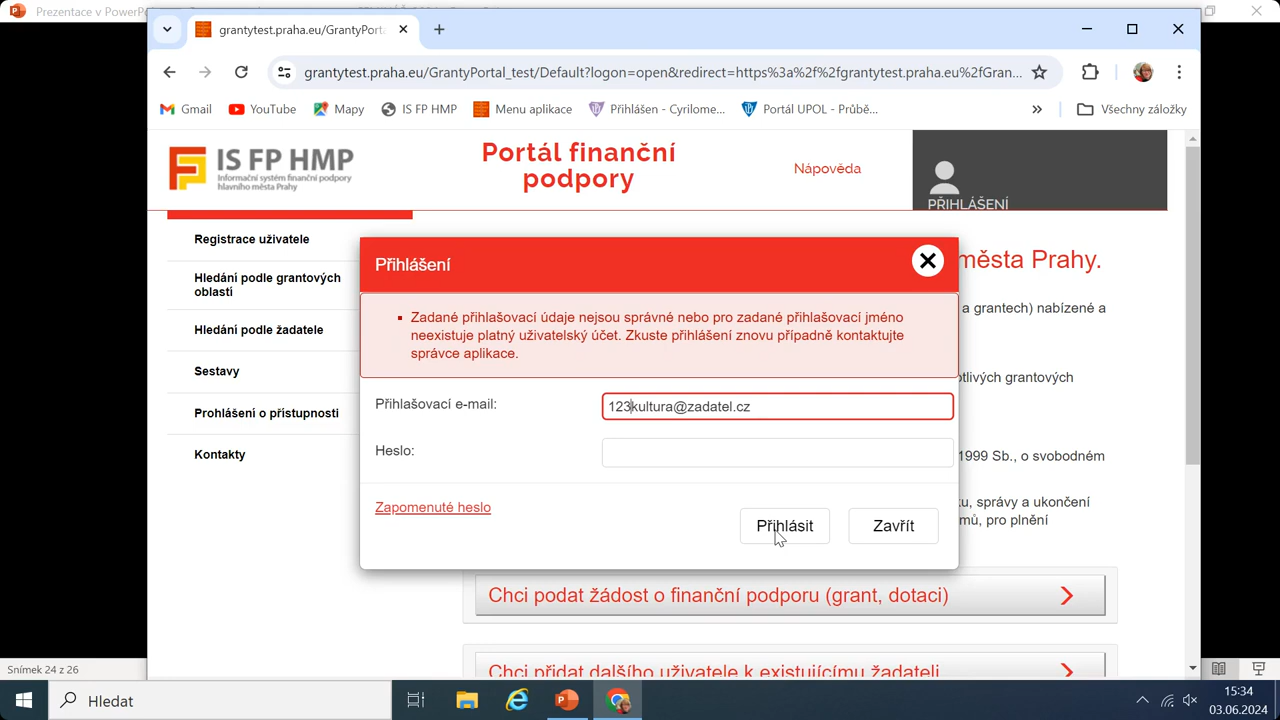 Prezentace v PowerPo
grantytest.praha.eu/GrantyPorta
grantytest.praha.eu/GrantyPortal_test/Default?logon=open&redirect=https%3a%2f%2fgrantytest.praha.eu%2fGran...
Gmail
YouTube
Mapy
IS FP HMP
Menu aplikace
Přihlášen - Cyrilome...
Portál UPOL - Průbě...
»
Všechny záložky
IS FP HMP
Informační systém finanční podpory
hlavního města Prahy
Portál finanční
podpory
Nápověda
PŘIHLÁŠENÍ
Registrace uživatele
Hledání podle grantových
oblastí
Hledání podle žadatele
Sestavy
Prohlášení o přístupnosti
Kontakty
města Prahy.
a grantech) nabízené a
otlivých grantových
1999 Sb., o svobodném
ku, správy a ukončení
mů, pro plnění
Přihlášení
Zadané přihlašovací údaje nejsou správné nebo pro zadané přihlašovací jméno
neexistuje platný uživatelský účet. Zkuste přihlášení znovu případně kontaktujte
správce aplikace.
Přihlašovací e-mail:
123kultura@zadatel.cz
Heslo:
Zapomenuté heslo
Přihlásit
Zavřít
Chci podat žádost o finanční podporu (grant, dotaci)
Chci přidat dalšího uživatele k existujícímu žadateli
Snímek 24 z 26
Hledat
15:34
03.06.2024